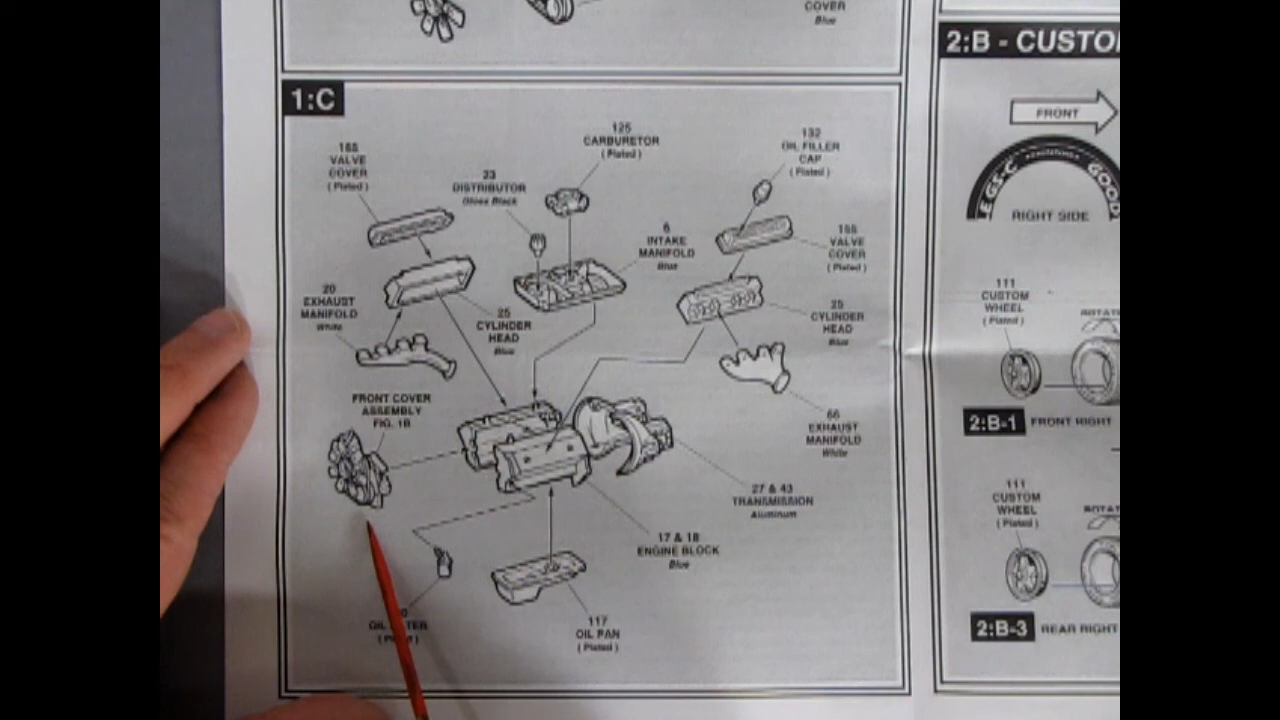 COVER
Blue
1:C
125
CARBURETOR
( Plated )
132
OIL FILLER
CAP
( Plated )
VALVE
COVER
( Plated )
23
DISTRIBUTOR
Gloss Black
6
INTAKE
MANIFOLD
Blue
VALVE
COVER
( Plated )
20
EXHAUST
MANIFOLD
White
25
CYLINDER
HEAD
Blue
25
CYLINDER
HEAD
Blue
FRONT COVER
ASSEMBLY
FIG. 1B
EXHAUST
MANIFOLD
White
27 & 43
TRANSMISSION
Aluminum
17 & 18
ENGINE BLOCK
Blue
OIL
117
OIL PAN
( Plated )
2:B - CUSTO
FRONT
RIGHT SIDE
111
CUSTOM
WHEEL
( Plated )
ROTAT
2:B-1 FRONT RIGHT
111
CUSTOM
WHEEL
( Plated )
ROTAT
2:B-3 REAR RIGHT